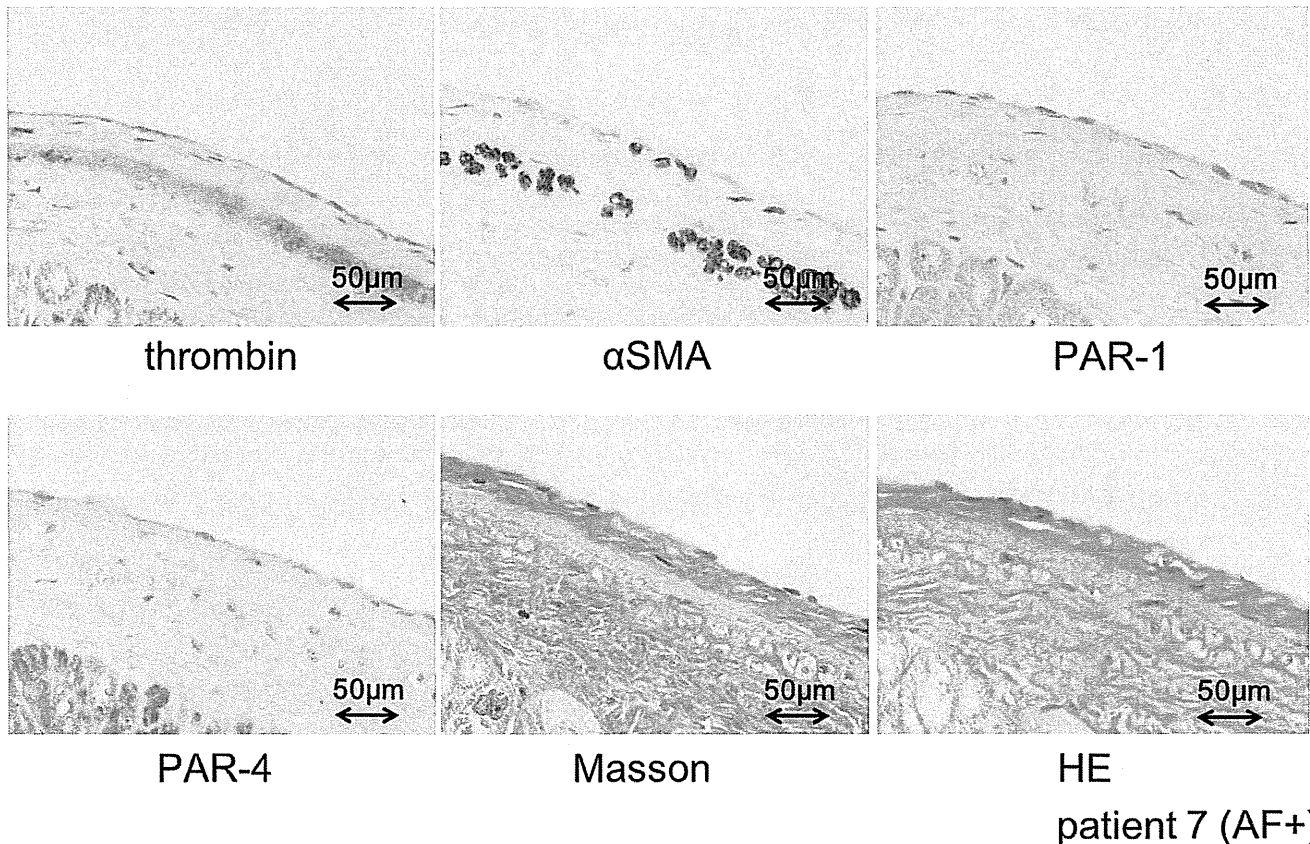 50μm
50μm
50μm
thrombin
αSMA
PAR-1
50μm
50μm
50μm
PAR-4
Masson
HE
patient 7 (AF+)